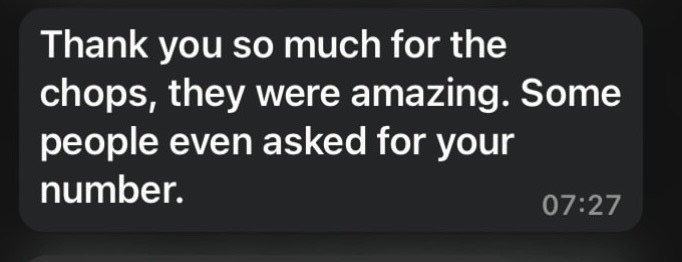 Thank you so much for the
chops, they were amazing. Some
people even asked for your
number.
07:27